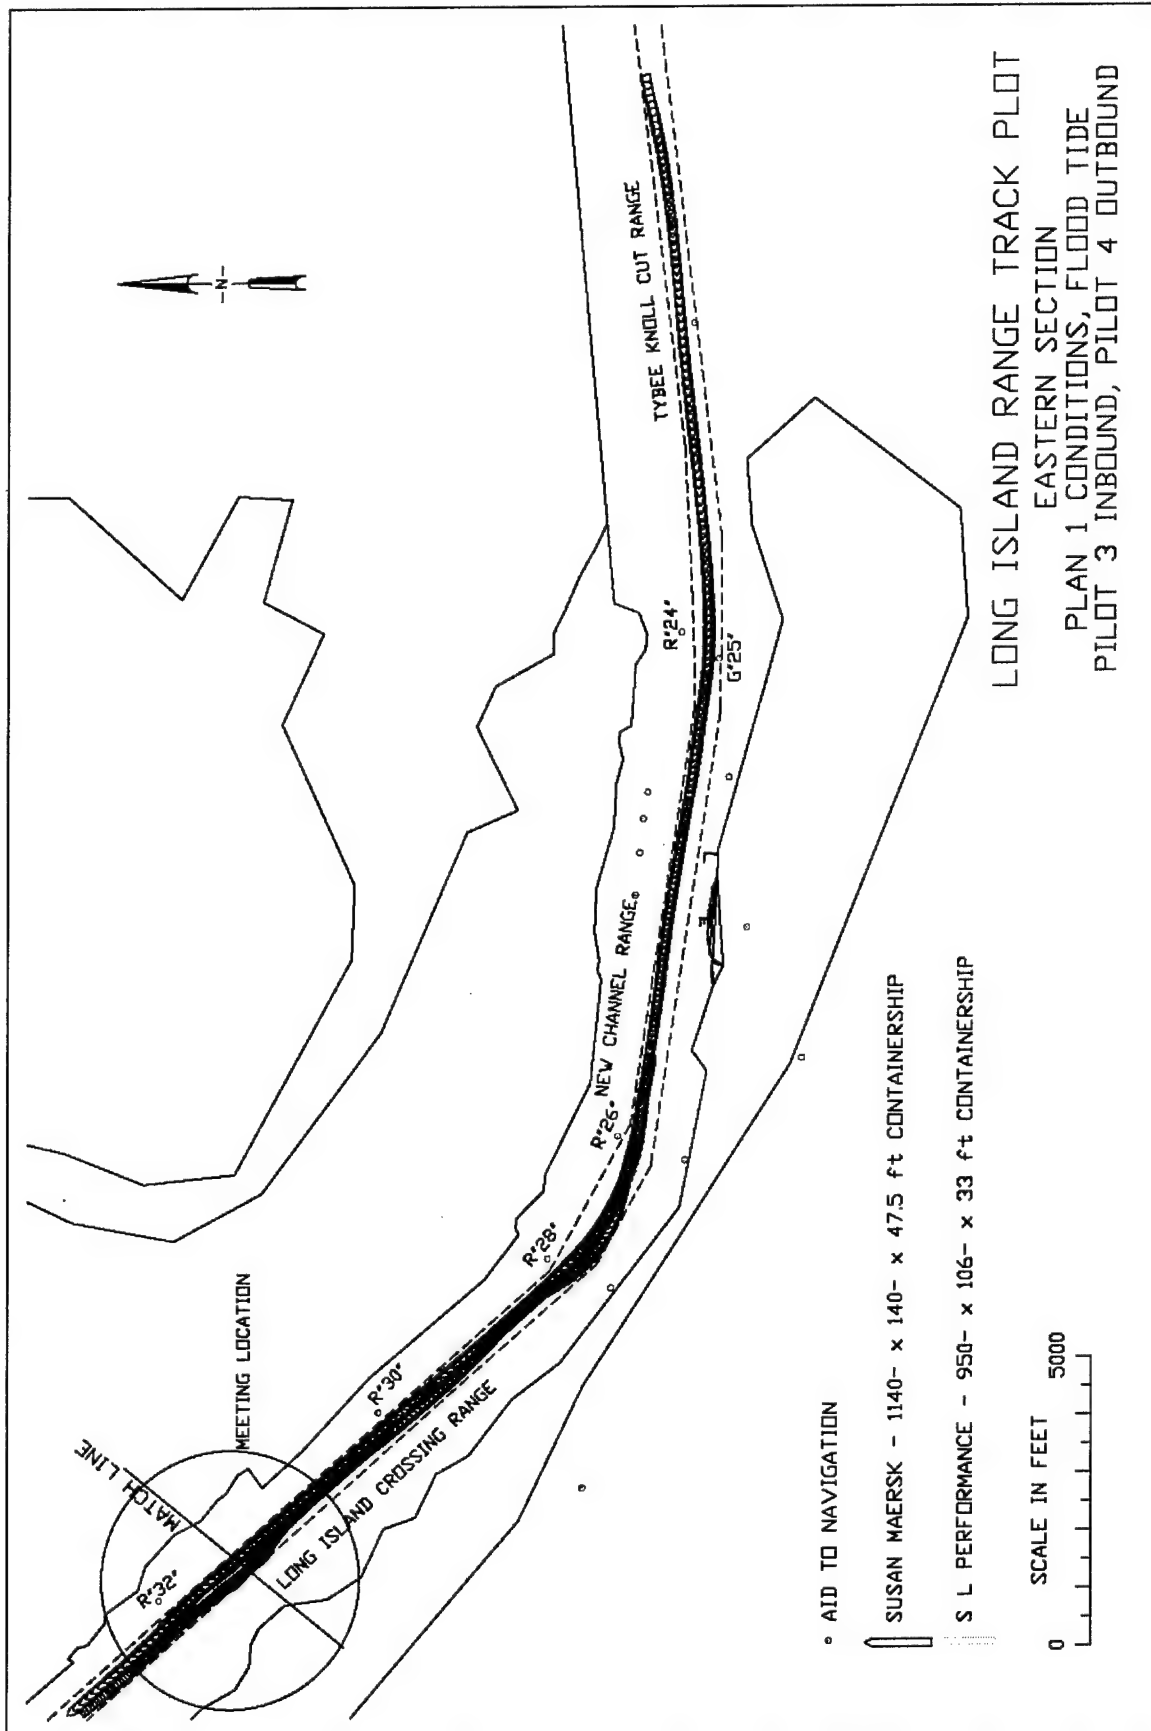 LONG ISLAND RANGE TRACK PLOT
EASTERN SECTION
PLAN 1 CONDITIONS, FLOOD TIDE
PILOT 3 INBOUND, PILOT 4 OUTBOUND
-N-
TYBEE KNOLL CUT RANGE
R"24"
G"25"
NEW CHANNEL RANGE
R"26"
R"28"
R"30"
LONG ISLAND CROSSING RANGE
MEETING LOCATION
MATCH LINE
R"32"
AID TO NAVIGATION
SUSAN MAERSK - 1140- x 140- x 47.5 ft CONTAINERSHIP
S L PERFORMANCE - 950- x 106- x 33 ft CONTAINERSHIP
SCALE IN FEET
0 5000